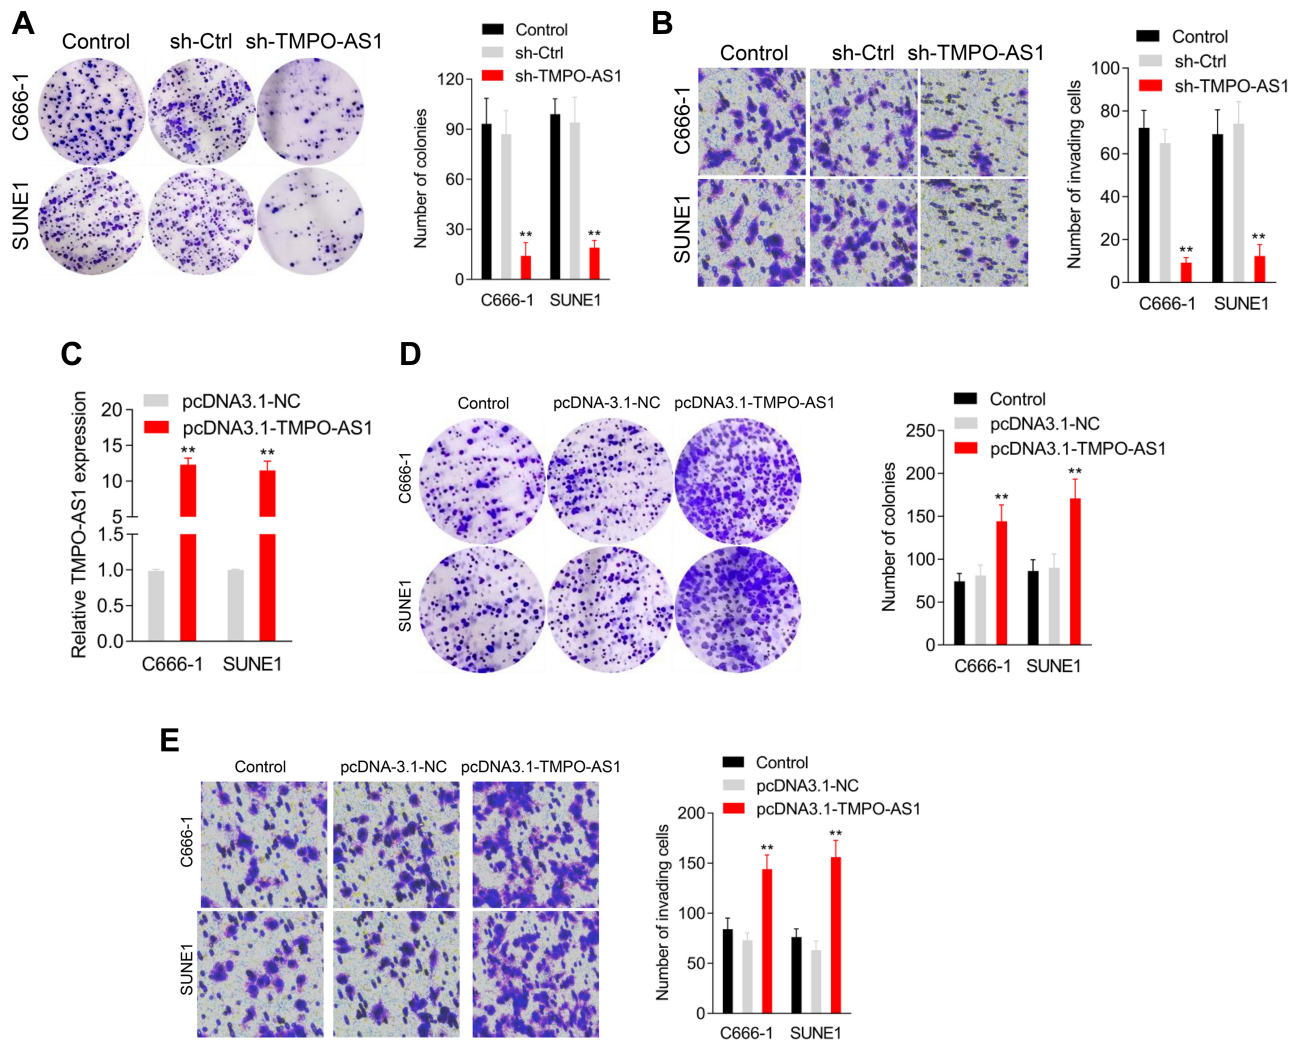 A
Control
sh-Ctrl
sh-TMPO-AS1
C666-1
SUNE1
Control
sh-Ctrl
sh-TMPO-AS1
Number of colonies
120
90
60
30
0
**
**
C666-1
SUNE1
B
Control
sh-Ctrl
sh-TMPO-AS1
C666-1
SUNE1
Control
sh-Ctrl
sh-TMPO-AS1
Number of invading cells
100
80
60
40
20
0
**
**
C666-1
SUNE1
C
pcDNA3.1-NC
pcDNA3.1-TMPO-AS1
Relative TMPO-AS1 expression
20
15
10
5
1.5
1.0
0.5
0.0
**
**
C666-1
SUNE1
D
Control
pcDNA-3.1-NC
pcDNA3.1-TMPO-AS1
C666-1
SUNE1
Control
pcDNA3.1-NC
pcDNA3.1-TMPO-AS1
Number of colonies
250
200
150
100
50
0
**
**
C666-1
SUNE1
E
Control
pcDNA-3.1-NC
pcDNA3.1-TMPO-AS1
C666-1
SUNE1
Control
pcDNA3.1-NC
pcDNA3.1-TMPO-AS1
Number of invading cells
200
150
100
50
0
**
**
C666-1
SUNE1